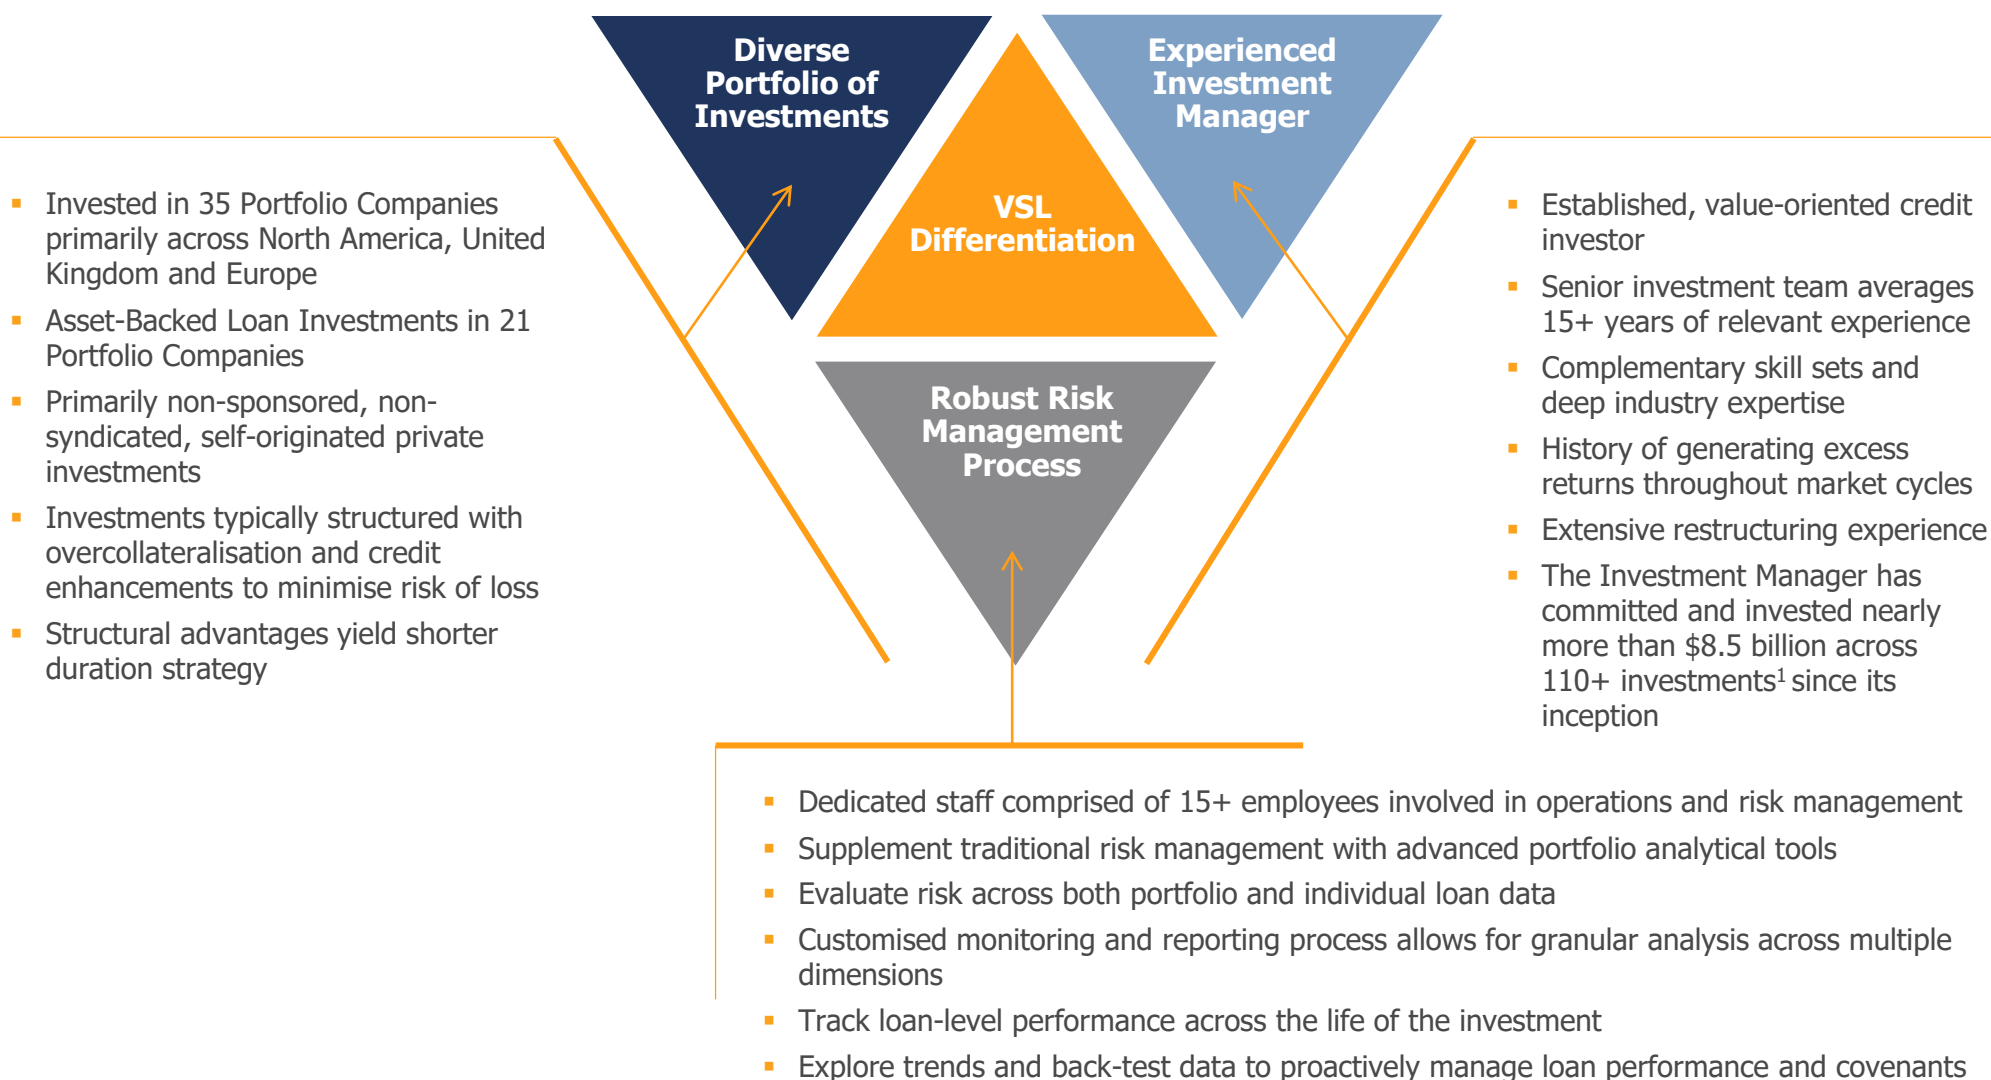 Diverse
Portfolio of
Investments
VSL
Differentiation
Experienced
Investment
Manager
Robust Risk
Management
Process
▪ Invested in 35 Portfolio Companies
primarily across North America, United
Kingdom and Europe
▪ Asset-Backed Loan Investments in 21
Portfolio Companies
▪ Primarily non-sponsored, non-
syndicated, self-originated private
investments
▪ Investments typically structured with
overcollateralisation and credit
enhancements to minimise risk of loss
▪ Structural advantages yield shorter
duration strategy
▪ Established, value-oriented credit
investor
▪ Senior investment team averages
15+ years of relevant experience
▪ Complementary skill sets and
deep industry expertise
▪ History of generating excess
returns throughout market cycles
▪ Extensive restructuring experience
▪ The Investment Manager has
committed and invested nearly
more than $8.5 billion across
110+ investments¹ since its
inception
▪ Dedicated staff comprised of 15+ employees involved in operations and risk management
▪ Supplement traditional risk management with advanced portfolio analytical tools
▪ Evaluate risk across both portfolio and individual loan data
▪ Customised monitoring and reporting process allows for granular analysis across multiple
dimensions
▪ Track loan-level performance across the life of the investment
▪ Explore trends and back-test data to proactively manage loan performance and covenants